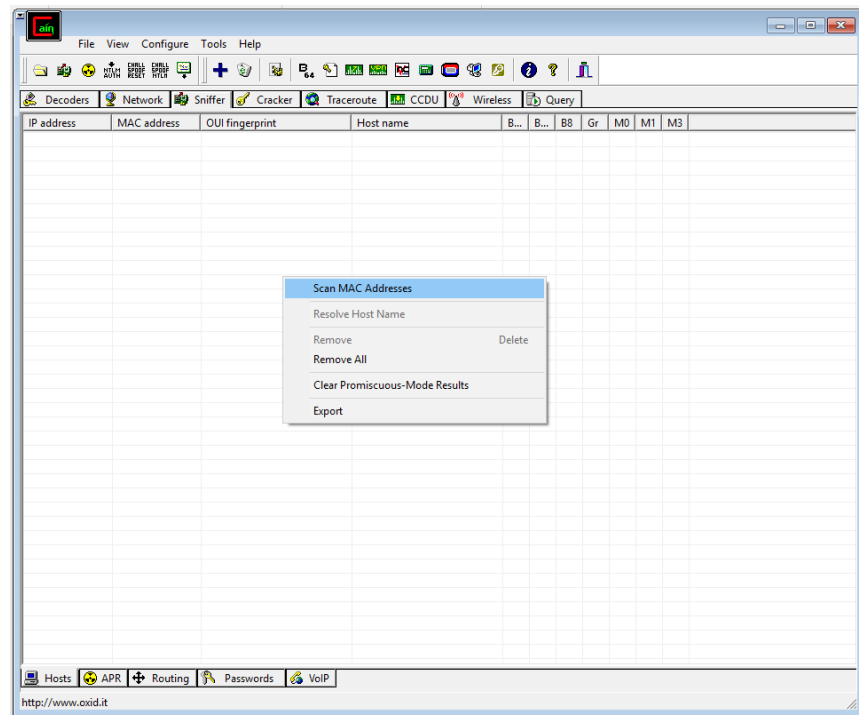 ain
File View Configure Tools Help
NTLM AUTH CHALL SPOOF RESET CHALL SPOOF NTLM B 64
Decoders Network Sniffer Cracker Traceroute CCDU Wireless Query
IP address MAC address OUI fingerprint Host name B... B... B8 Gr M0 M1 M3
Scan MAC Addresses
Resolve Host Name
Remove Delete
Remove All
Clear Promiscuous-Mode Results
Export
Hosts APR Routing Passwords VoIP
http://www.oxid.it